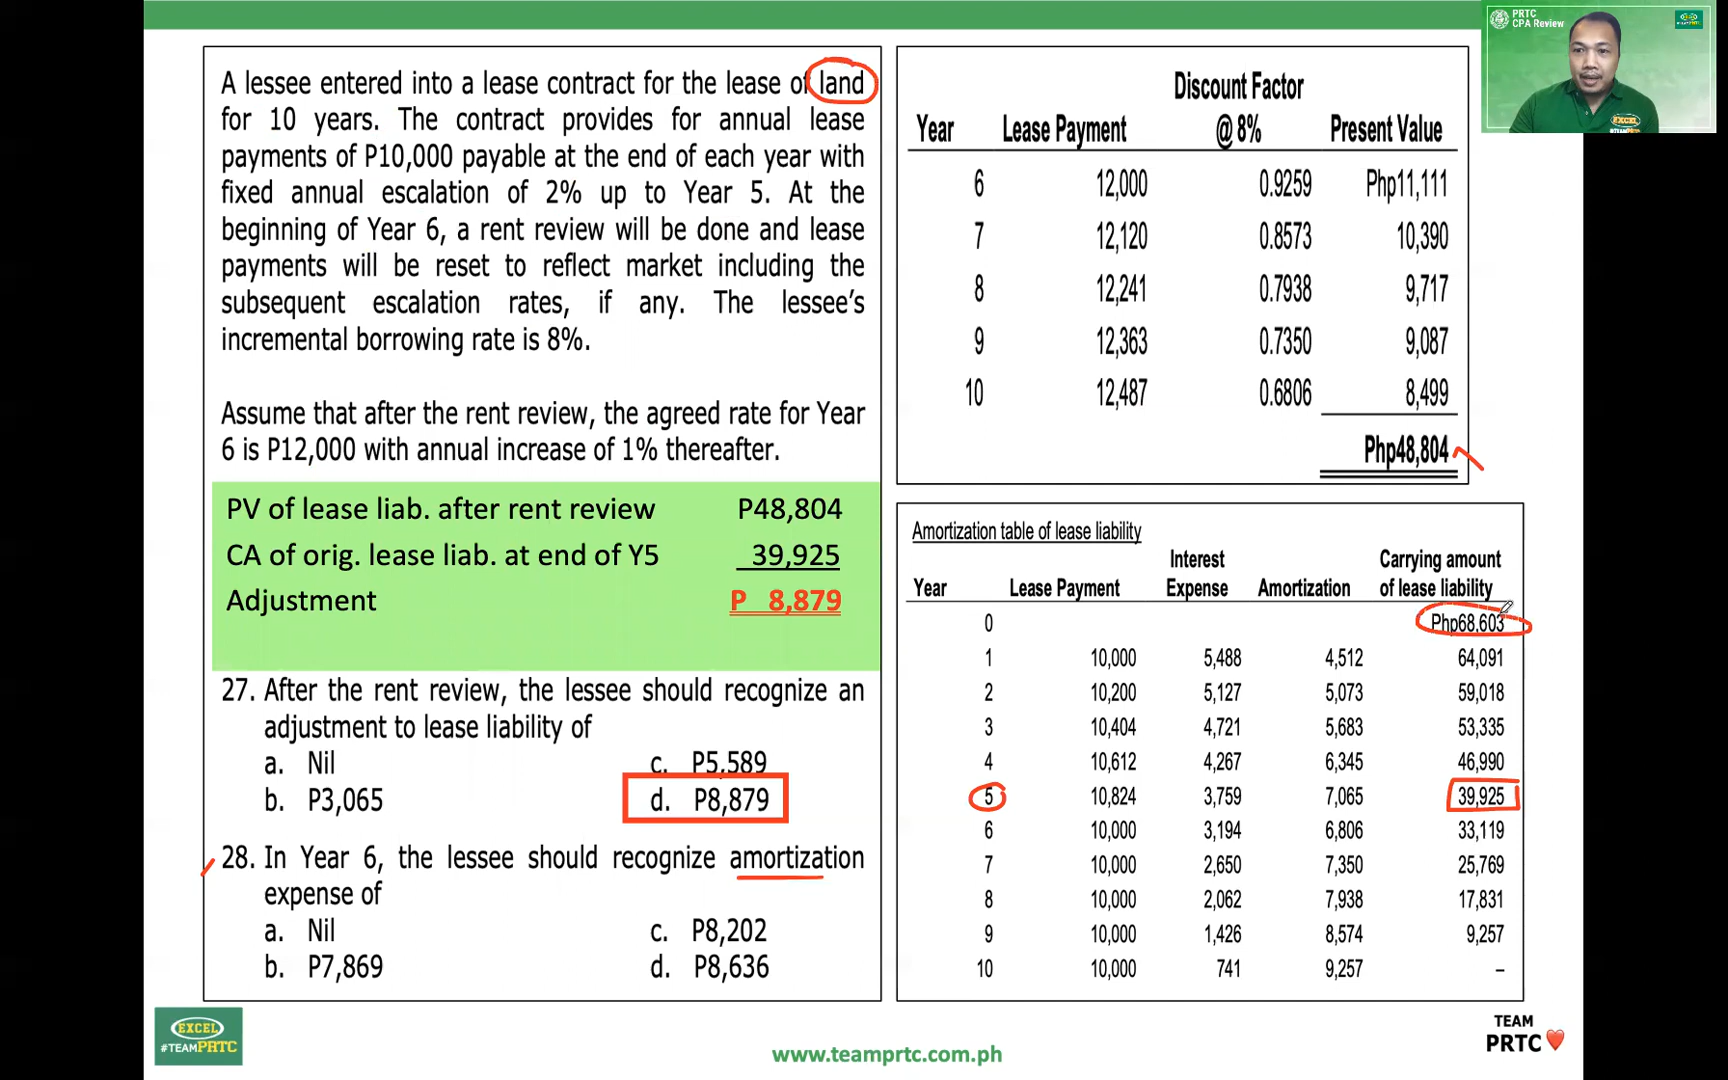 PRTC
CPA Review
A lessee entered into a lease contract for the lease of land
for 10 years. The contract provides for annual lease
payments of P10,000 payable at the end of each year with
fixed annual escalation of 2% up to Year 5. At the
beginning of Year 6, a rent review will be done and lease
payments will be reset to reflect market including the
subsequent escalation rates, if any. The lessee's
incremental borrowing rate is 8%.
Assume that after the rent review, the agreed rate for Year
6 is P12,000 with annual increase of 1% thereafter.
PV of lease liab. after rent review P48,804
CA of orig. lease liab. at end of Y5 39,925
Adjustment P 8,879
27. After the rent review, the lessee should recognize an
adjustment to lease liability of
a. Nil c. P5,589
b. P3,065 d. P8,879
28. In Year 6, the lessee should recognize amortization
expense of
a. Nil c. P8,202
b. P7,869 d. P8,636
Discount Factor
Year Lease Payment @ 8% Present Value
6 12,000 0.9259 Php11,111
7 12,120 0.8573 10,390
8 12,241 0.7938 9,717
9 12,363 0.7350 9,087
10 12,487 0.6806 8,499
Php48,804
Amortization table of lease liability
Interest Carrying amount
Year Lease Payment Expense Amortization of lease liability
0 Php68,603
1 10,000 5,488 4,512 64,091
2 10,200 5,127 5,073 59,018
3 10,404 4,721 5,683 53,335
4 10,612 4,267 6,345 46,990
5 10,824 3,759 7,065 39,925
6 10,000 3,194 6,806 33,119
7 10,000 2,650 7,350 25,769
8 10,000 2,062 7,938 17,831
9 10,000 1,426 8,574 9,257
10 10,000 741 9,257 –
EXCEL
#TEAMPRTC
www.teamprtc.com.ph
TEAM
PRTC